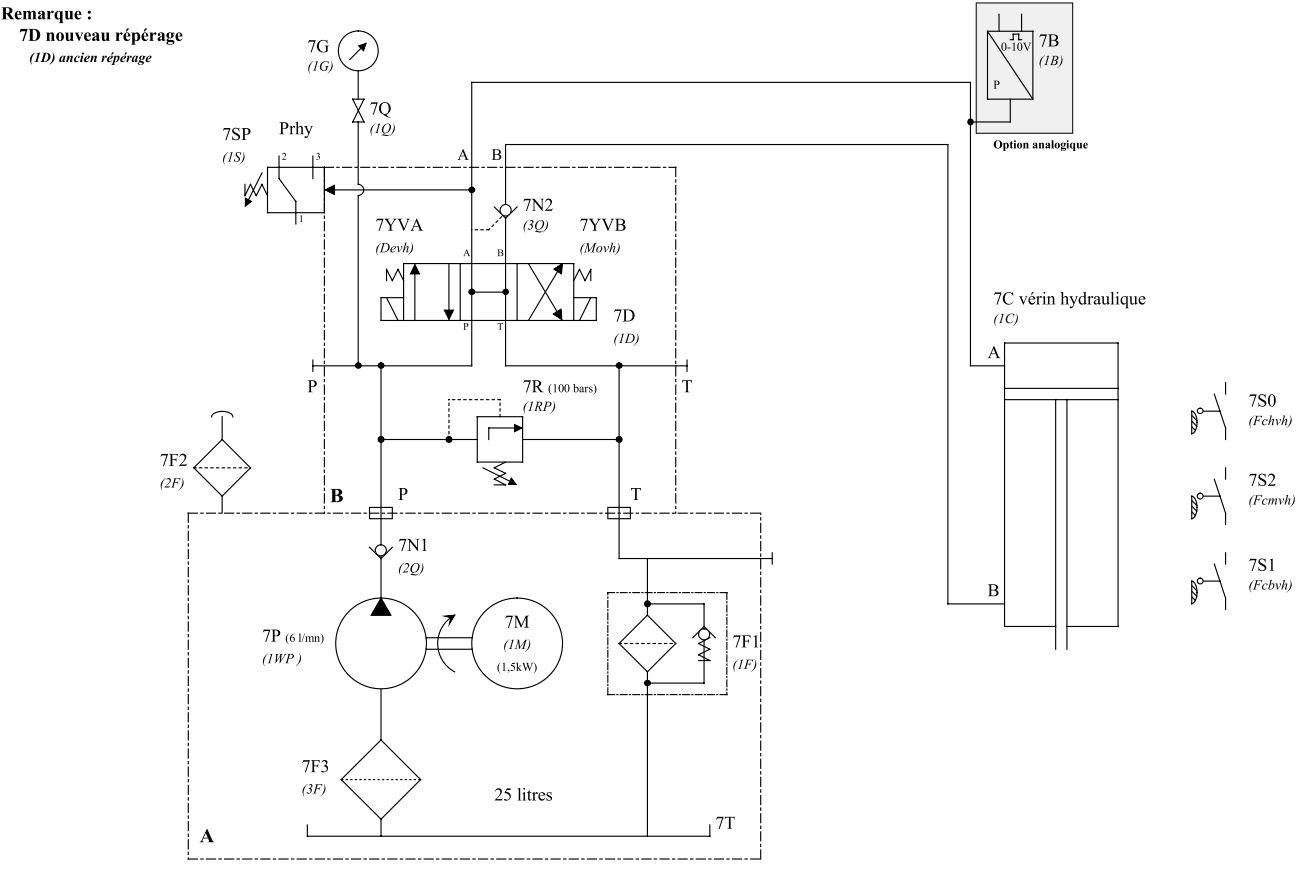 Remarque :
7D nouveau répérage
(1D) ancien répérage
7G
(1G)
7Q
(1Q)
7SP
(1S)
Prhy
2
3
1
A
B
7N2
(3Q)
7YVA
(Devh)
7YVB
(Movh)
A
B
P
T
7D
(1D)
P
T
7R (100 bars)
(1RP)
7F2
(2F)
B
P
T
7N1
(2Q)
7P (6 l/mn)
(1WP )
7M
(1M)
(1,5kW)
7F1
(1F)
7F3
(3F)
25 litres
7T
A
0-10V
P
7B
(1B)
Option analogique
7C vérin hydraulique
(1C)
A
B
7S0
(Fchvh)
7S2
(Fcmvh)
7S1
(Fcbvh)